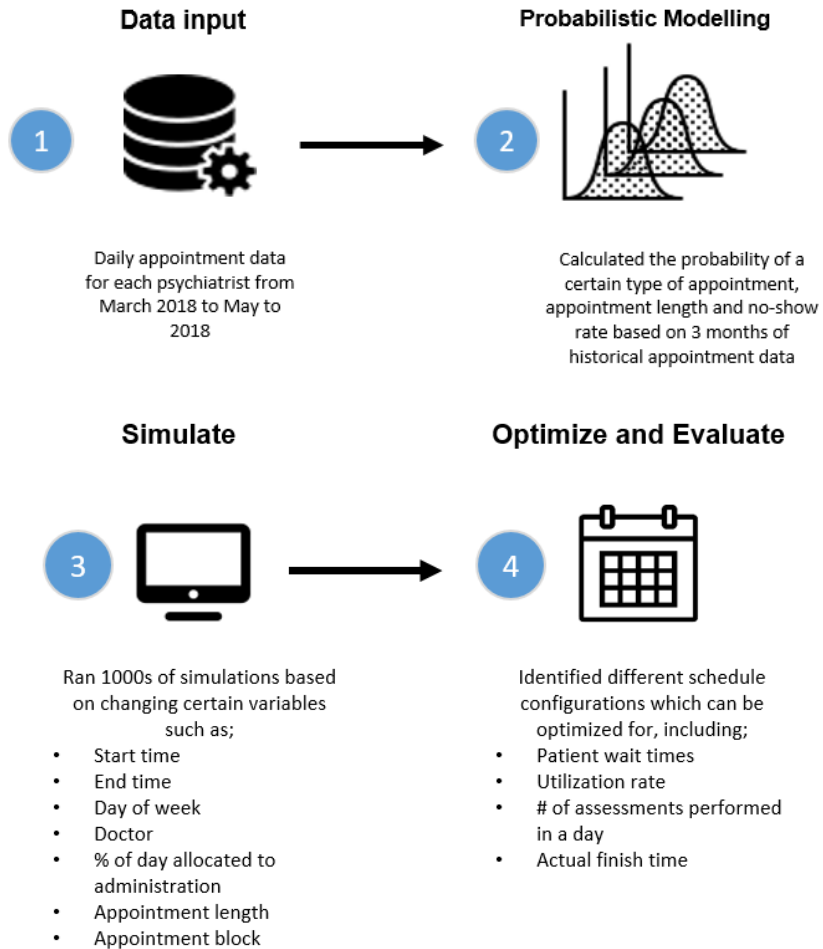 Data input
1
Daily appointment data
for each psychiatrist from
March 2018 to May to
2018
Probabilistic Modelling
2
Calculated the probability of a
certain type of appointment,
appointment length and no-show
rate based on 3 months of
historical appointment data
Simulate
3
Ran 1000s of simulations based
on changing certain variables
such as;
• Start time
• End time
• Day of week
• Doctor
• % of day allocated to
administration
• Appointment length
• Appointment block
Optimize and Evaluate
4
Identified different schedule
configurations which can be
optimized for, including;
• Patient wait times
• Utilization rate
• # of assessments performed
in a day
• Actual finish time